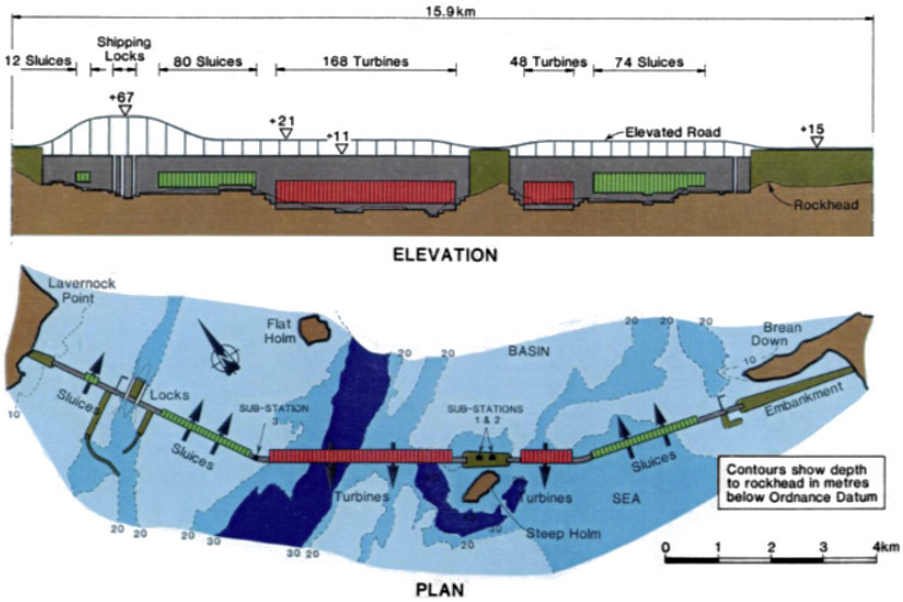 15.9km
Shipping
Locks
12 Sluices
80 Sluices
168 Turbines
48 Turbines
74 Sluices
+67
+21
+11
Elevated Road
+15
Rockhead
ELEVATION
Lavernock
Point
Flat
Holm
20
20
BASIN
20
20
20
Brean
Down
10
Sluices
Locks
SUB-STATION
3
SUB-STATIONS
1 & 2
Embankment
10
Sluices
Turbines
Turbines
Sluices
SEA
Contours show depth
to rockhead in metres
below Ordnance Datum
Steep Holm
30
20
20 20
20
30
30 20
0 1 2 3 4km
PLAN